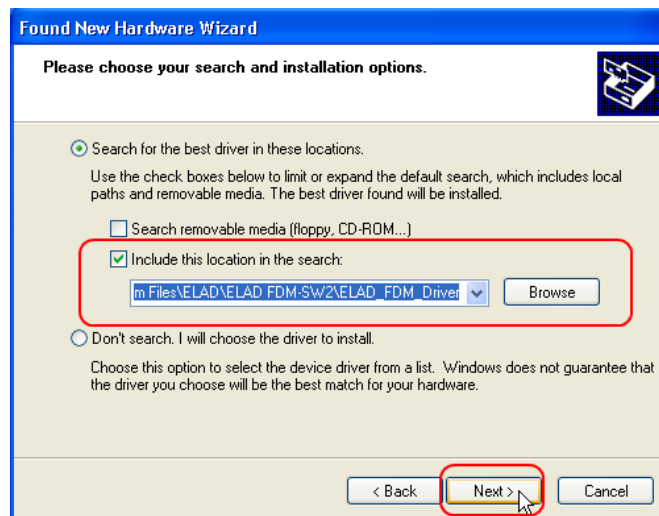 Found New Hardware Wizard
Please choose your search and installation options.
Search for the best driver in these locations.
Use the check boxes below to limit or expand the default search, which includes local
paths and removable media. The best driver found will be installed.
Search removable media (floppy, CD-ROM...)
Include this location in the search:
m Files\ELAD\ELAD FDM-SW2\ELAD_FDM_Driver
Browse
Don't search. I will choose the driver to install.
Choose this option to select the device driver from a list. Windows does not guarantee that
the driver you choose will be the best match for your hardware.
< Back
Next >
Cancel